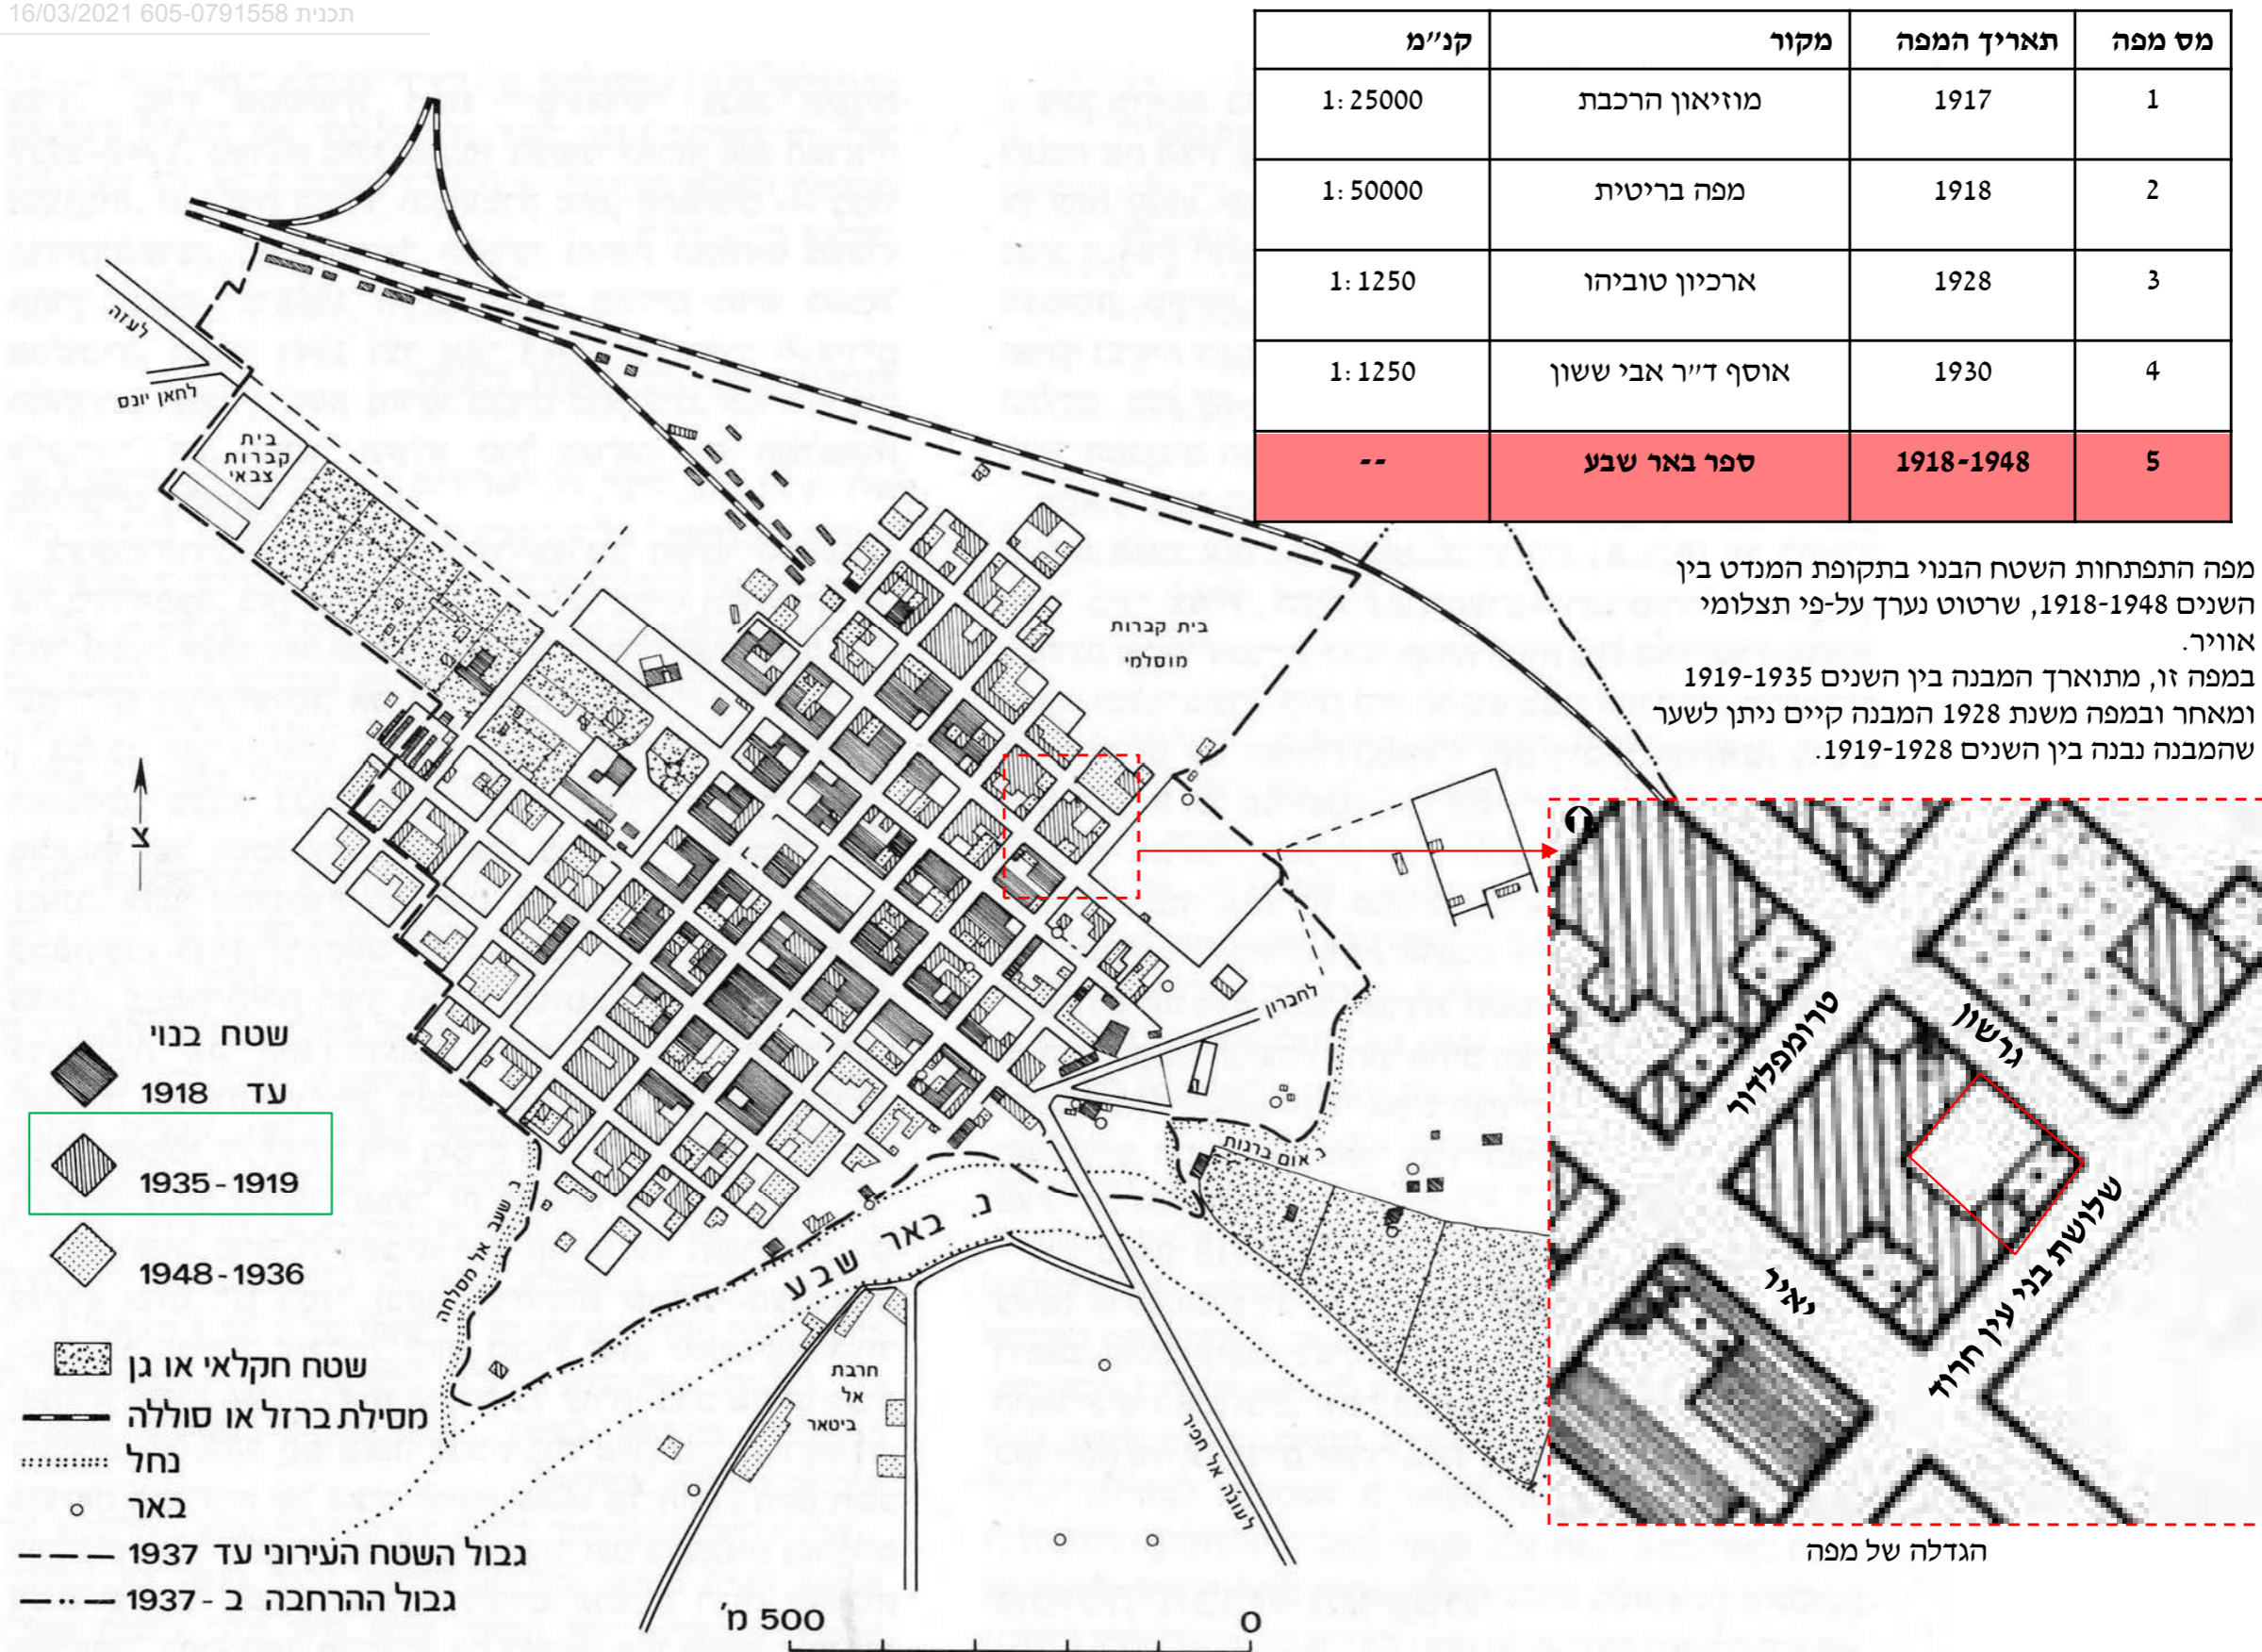 תכנית 605-0791558 16/03/2021
מס מפה תאריך המפה מקור קנ"מ
1 1917 מוזיאון הרכבת 1:25000
2 1918 מפה בריטית 1:50000
3 1928 ארכיון טוביהו 1:1250
4 1930 אוסף ד"ר אבי ששון 1:1250
5 1918-1948 ספר באר שבע --
מפה התפתחות השטח הבנוי בתקופת המנדט בין
השנים 1918-1948, שרטוט נערך על-פי תצלומי
אוויר.
במפה זו, מתוארך המבנה בין השנים 1919-1935
ומאחר ובמפה משנת 1928 המבנה קיים ניתן לשער
שהמבנה נבנה בין השנים 1919-1928.
לעזה
לחאן יונס
בית
קברות
צבאי
בית קברות
מוסלמי
צ
לחברון
נ אום ברגות
נ. באר שבע
נ. שעב אל מסלחה
חרבת
אל
ביטאר
לעוג'ה אל חפיר
שטח בנוי
עד 1918
1935-1919
1948-1936
שטח חקלאי או גן
מסילת ברזל או סוללה
נחל
באר
גבול השטח העירוני עד 1937
גבול ההרחבה ב - 1937
500 מ' 0
טרומפלדור
גרשון
יאיר
שלושת בני עין חרוד
הגדלה של מפה